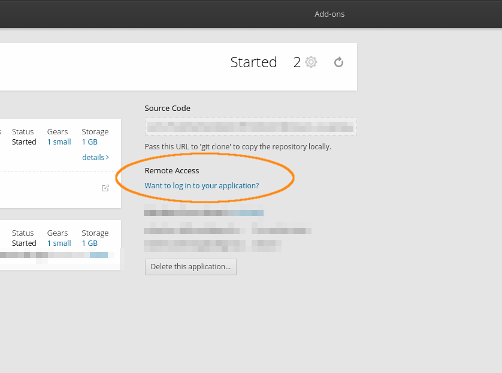 Add-ons
Started 2
Source Code
Pass this URL to 'git clone' to copy the repository locally.
Remote Access
Want to log in to your application?
Delete this application...
Status Gears Storage
Started 1 small 1 GB
details >
Status Gears Storage
Started 1 small 1 GB